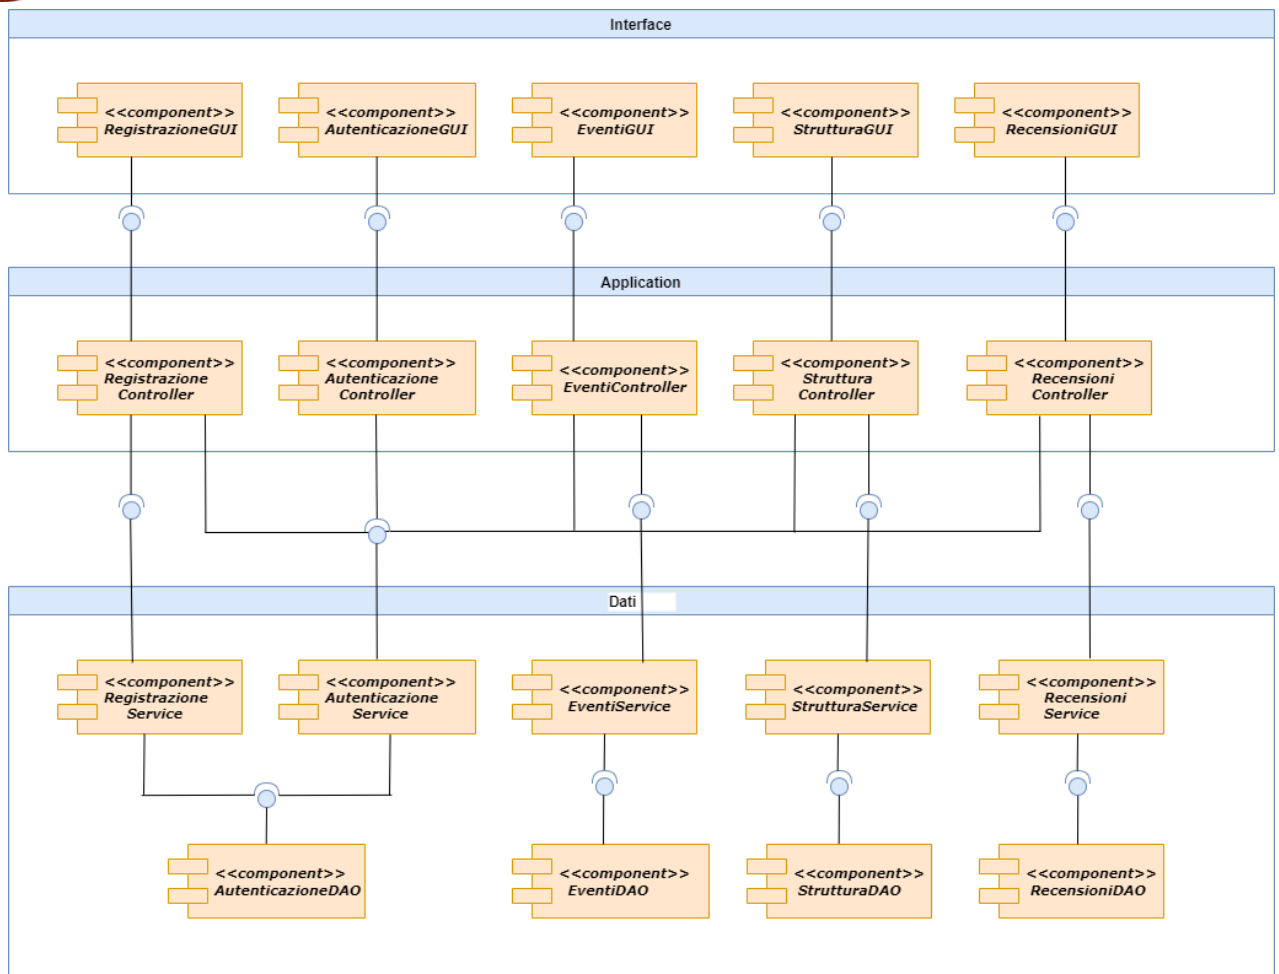 Interface
<<component>>
RegistrazioneGUI
<<component>>
AutenticazioneGUI
<<component>>
EventiGUI
<<component>>
StrutturaGUI
<<component>>
RecensioniGUI
Application
<<component>>
Registrazione
Controller
<<component>>
Autenticazione
Controller
<<component>>
EventiController
<<component>>
Struttura
Controller
<<component>>
Recensioni
Controller
Dati
<<component>>
Registrazione
Service
<<component>>
Autenticazione
Service
<<component>>
EventiService
<<component>>
StrutturaService
<<component>>
Recensioni
Service
<<component>>
AutenticazioneDAO
<<component>>
EventiDAO
<<component>>
StrutturaDAO
<<component>>
RecensioniDAO